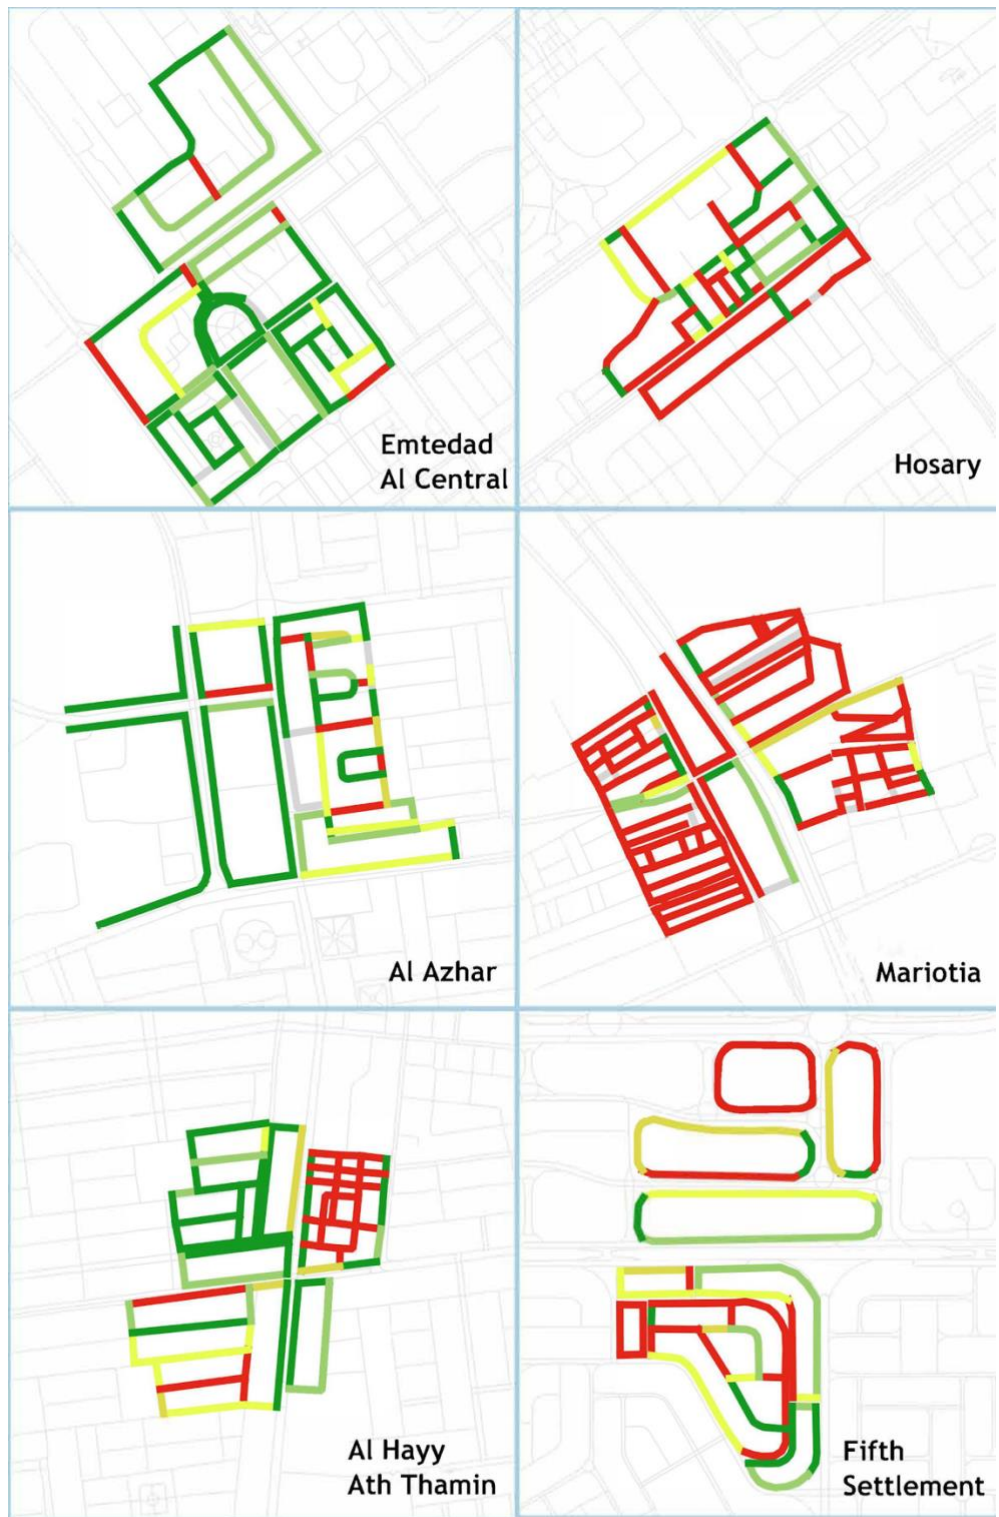 Emtedad
Al Central
Hosary
Al Azhar
Mariotia
Al Hayy
Ath Thamin
Fifth
Settlement